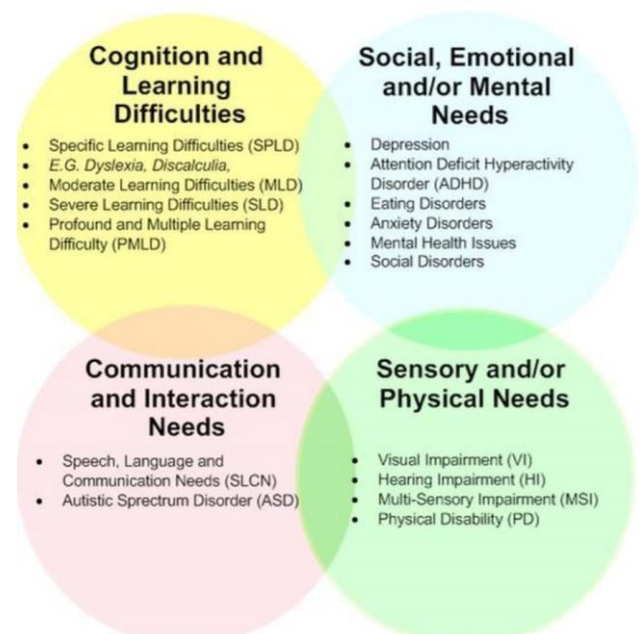 Cognition and
Learning
Difficulties
• Specific Learning Difficulties (SPLD)
• E.G. Dyslexia, Discalculia,
• Moderate Learning Difficulties (MLD)
• Severe Learning Difficulties (SLD)
• Profound and Multiple Learning
Difficulty (PMLD)
Social, Emotional
and/or Mental
Needs
• Depression
• Attention Deficit Hyperactivity
Disorder (ADHD)
• Eating Disorders
• Anxiety Disorders
• Mental Health Issues
• Social Disorders
Communication
and Interaction
Needs
• Speech, Language and
Communication Needs (SLCN)
• Autistic Sprectrum Disorder (ASD)
Sensory and/or
Physical Needs
• Visual Impairment (VI)
• Hearing Impairment (HI)
• Multi-Sensory Impairment (MSI)
• Physical Disability (PD)